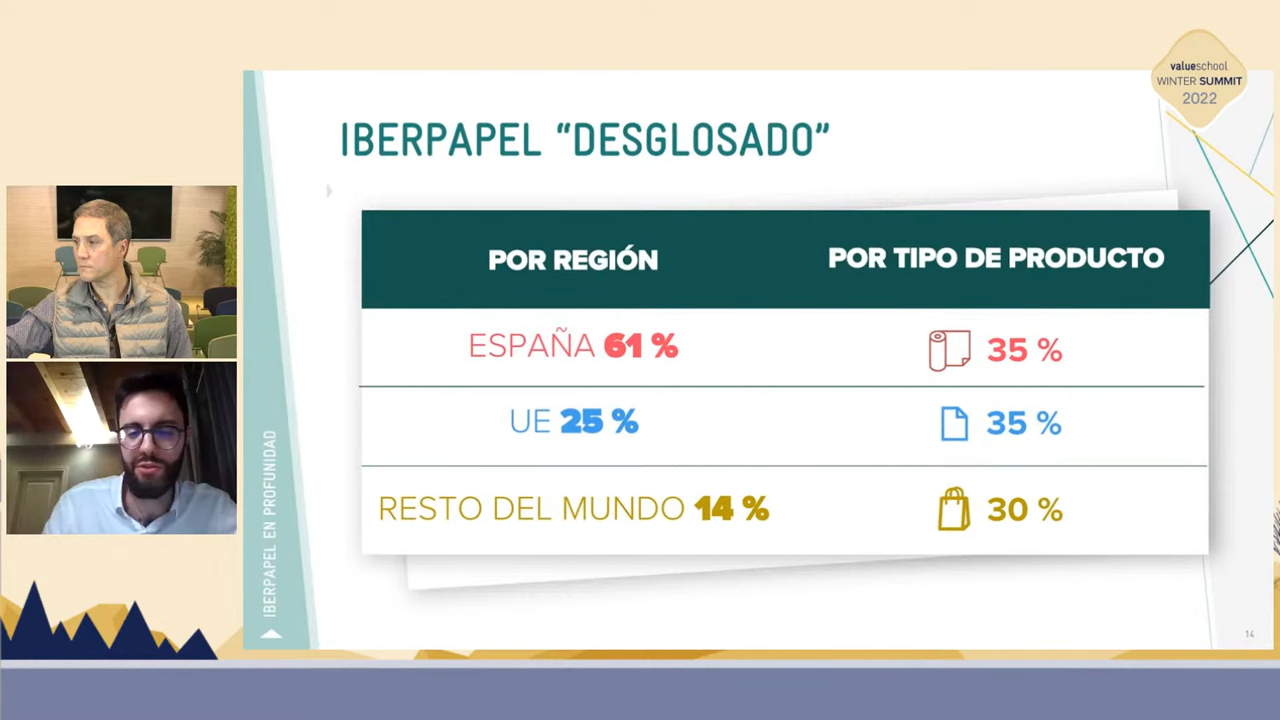 valueschool
WINTER SUMMIT
2022
IBERPAPEL “DESGLOSADO”
POR REGIÓN
POR TIPO DE PRODUCTO
ESPAÑA 61 %
35 %
UE 25 %
35 %
RESTO DEL MUNDO 14 %
30 %
IBERPAPEL EN PROFUNIDAD
14